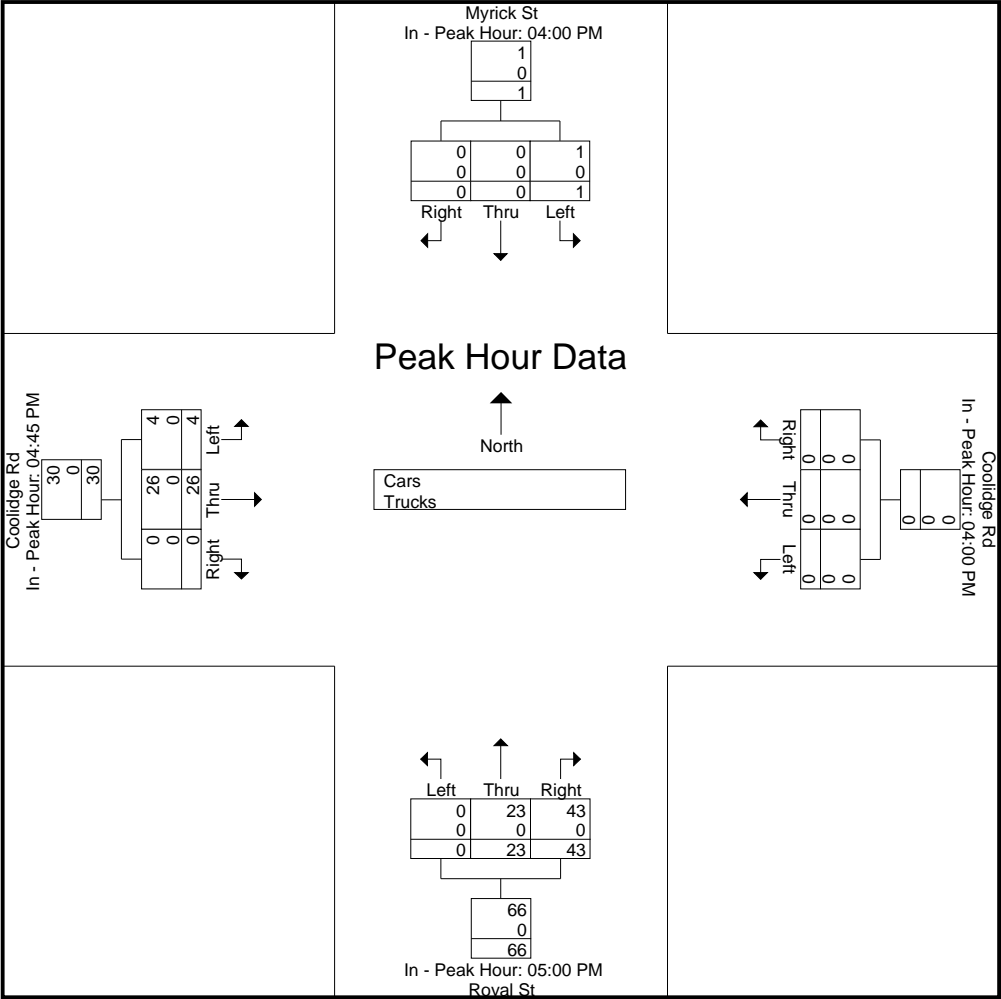 Myrick St
In - Peak Hour: 04:00 PM
1
0
1
0 0 1
0 0 0
0 0 1
Right Thru Left
Peak Hour Data
North
Cars
Trucks
Coolidge Rd
In - Peak Hour: 04:45 PM
30
0
30
4 0 4
26 0 26
0 0 0
Left
Thru
Right
Coolidge Rd
In - Peak Hour: 04:00 PM
0
0
0
Right
Thru
Left
0 0 0
0 0 0
0 0 0
Left Thru Right
0 23 43
0 0 0
0 23 43
66
0
66
In - Peak Hour: 05:00 PM
Royal St